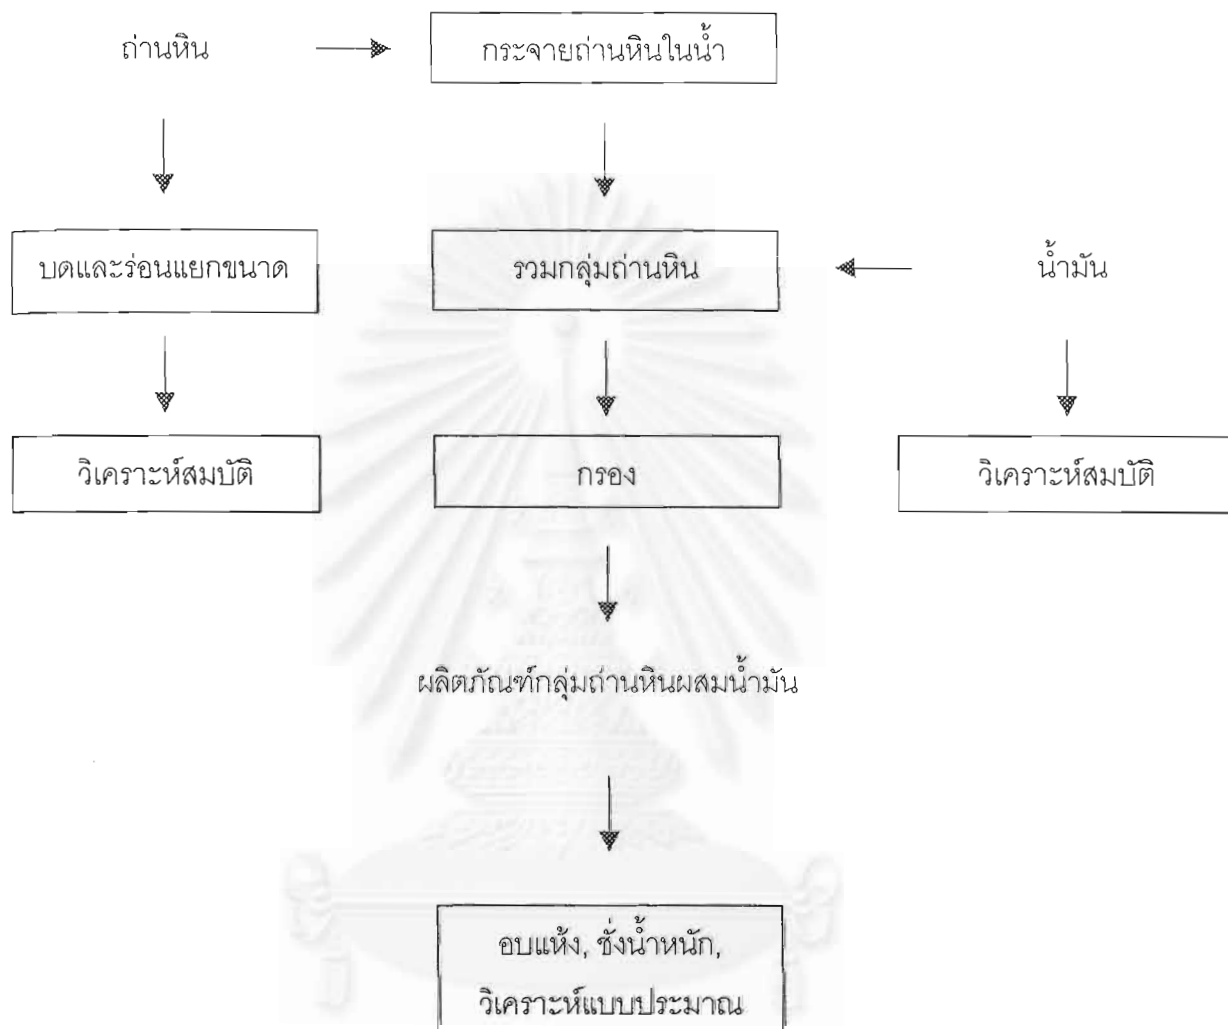 ถ่านหิน
กระจายถ่านหินในน้ำ
บดและร่อนแยกขนาด
รวมกลุ่มถ่านหิน
น้ำมัน
วิเคราะห์สมบัติ
กรอง
วิเคราะห์สมบัติ
ผลิตภัณฑ์กลุ่มถ่านหินผสมน้ำมัน
อบแห้ง, ชั่งน้ำหนัก,
วิเคราะห์แบบประมาณ